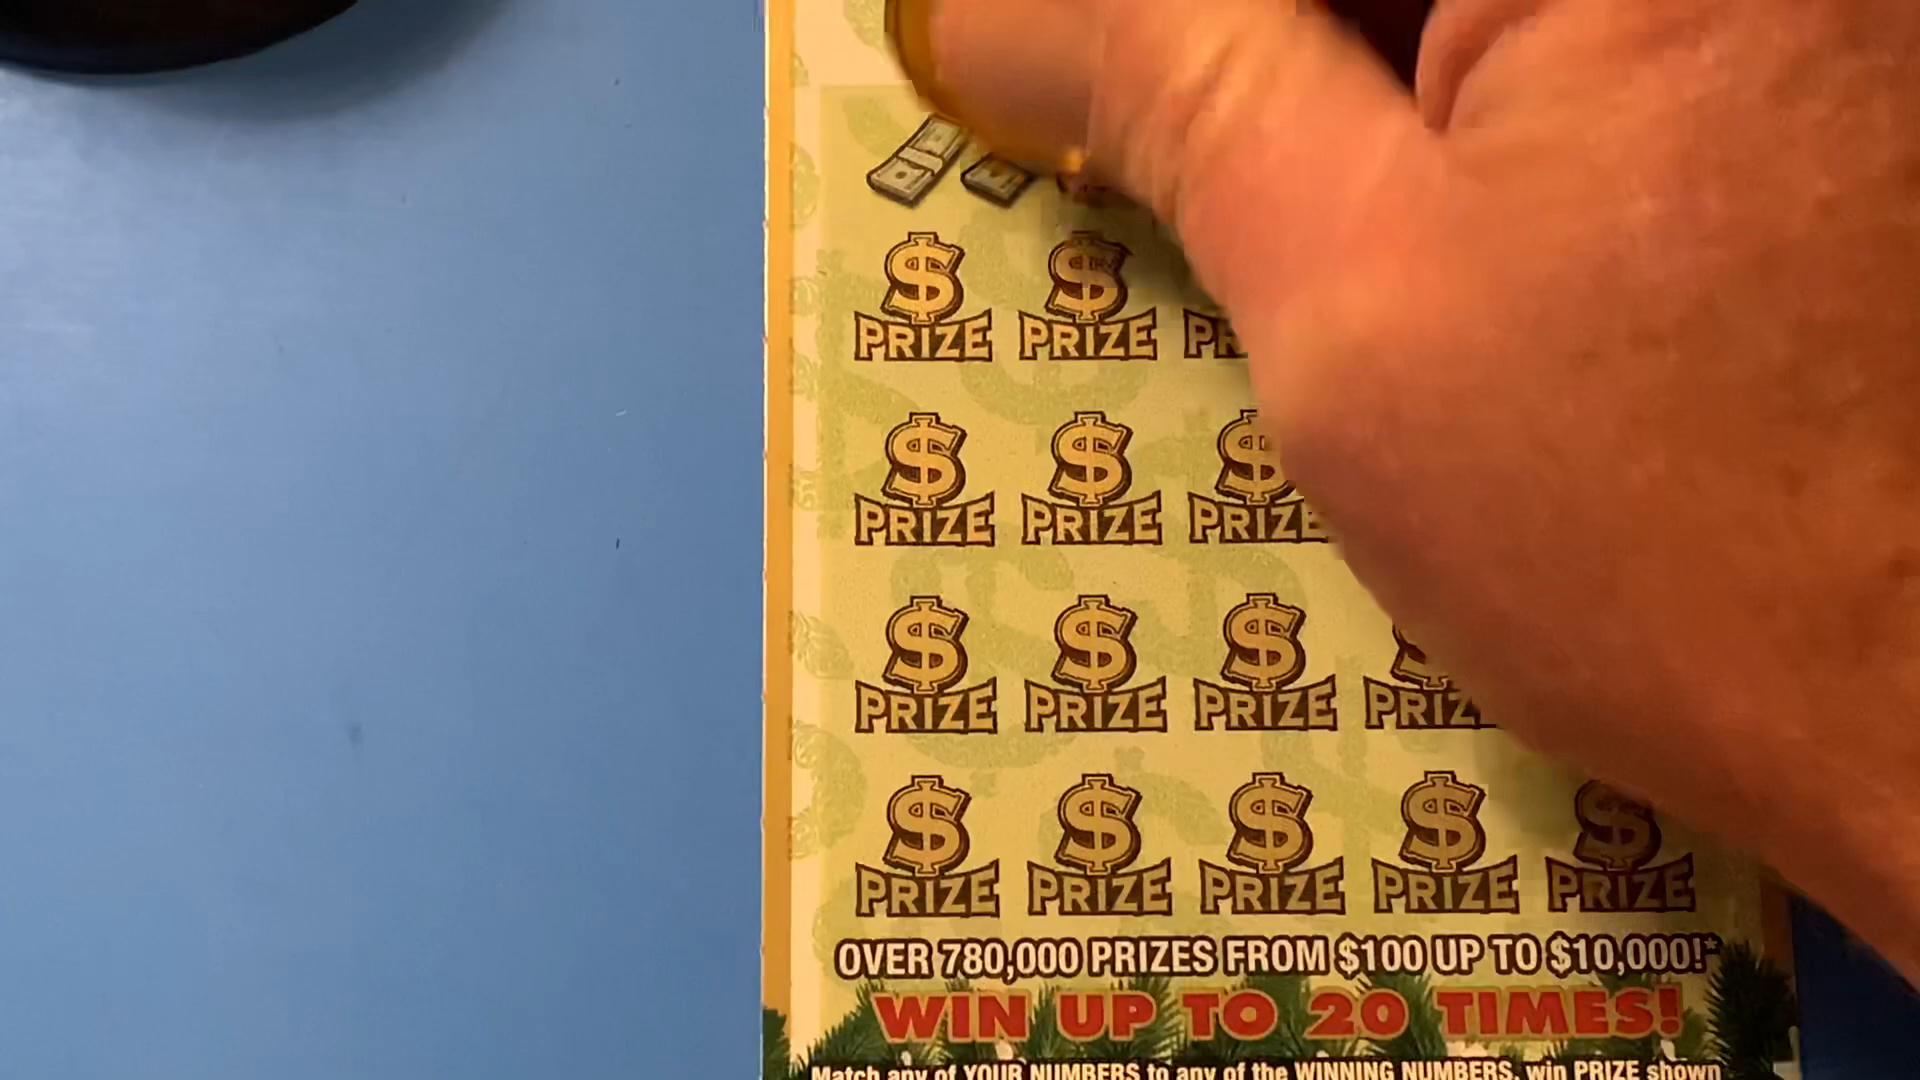 $ $
PRIZE PRIZE
$ $ $
PRIZE PRIZE PRIZE
$ $ $ $
PRIZE PRIZE PRIZE
$ $ $ $ $
PRIZE PRIZE PRIZE PRIZE PRIZE
OVER 780,000 PRIZES FROM $100 UP TO $10,000!*
WIN UP TO 20 TIMES!
Match any of YOUR NUMBERS to any of the WINNING NUMBERS, win PRIZE shown